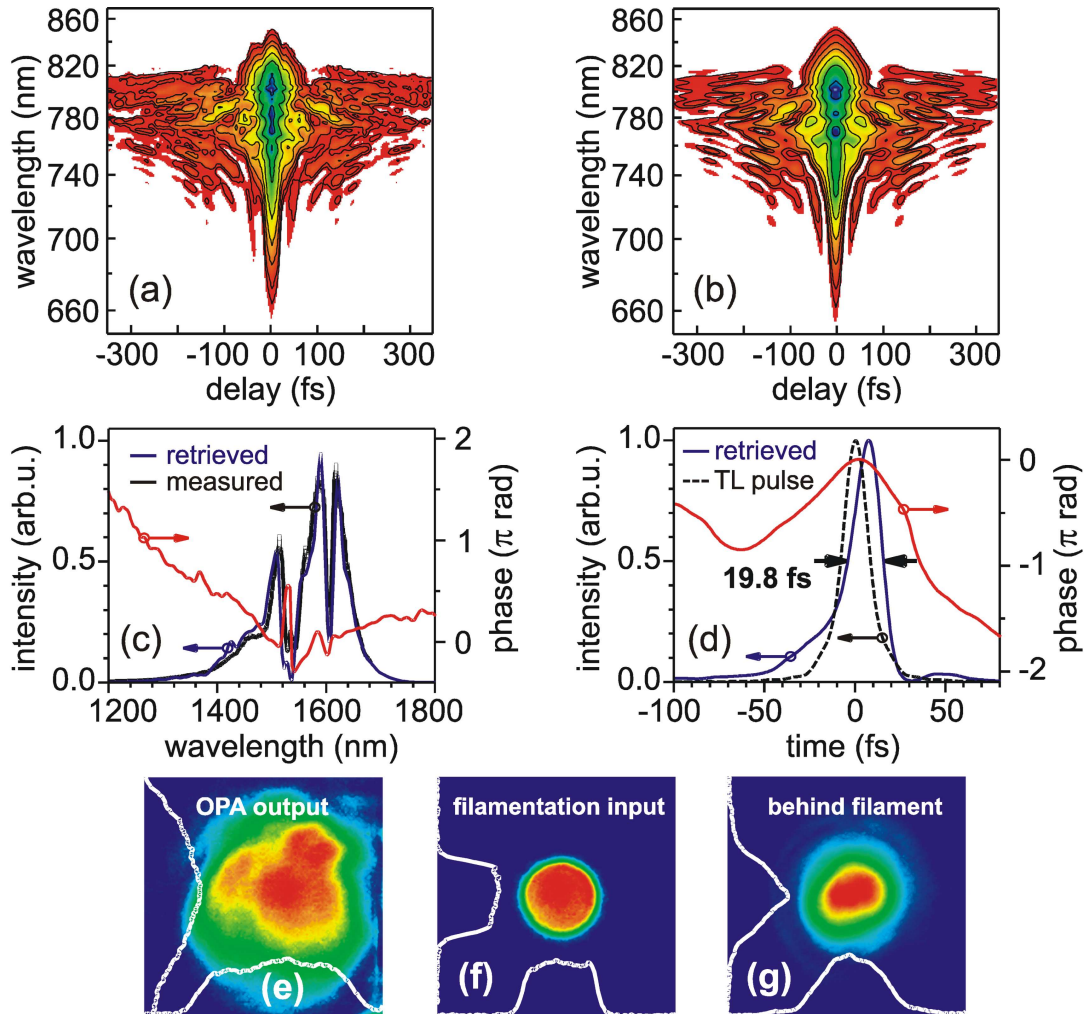 860
820
780
740
700
660
wavelength (nm)
(a)
-300
-100
0
100
300
delay (fs)
860
820
780
740
700
660
wavelength (nm)
(b)
-300
-100
0
100
300
delay (fs)
1.0
0.5
0.0
intensity (arb.u.)
retrieved
measured
(c)
2
1
0
phase (π rad)
1200
1400
1600
1800
wavelength (nm)
1.0
0.5
0.0
intensity (arb.u.)
retrieved
TL pulse
19.8 fs
(d)
0
-1
-2
phase (π rad)
-100
-50
0
50
time (fs)
OPA output
(e)
filamentation input
(f)
behind filament
(g)